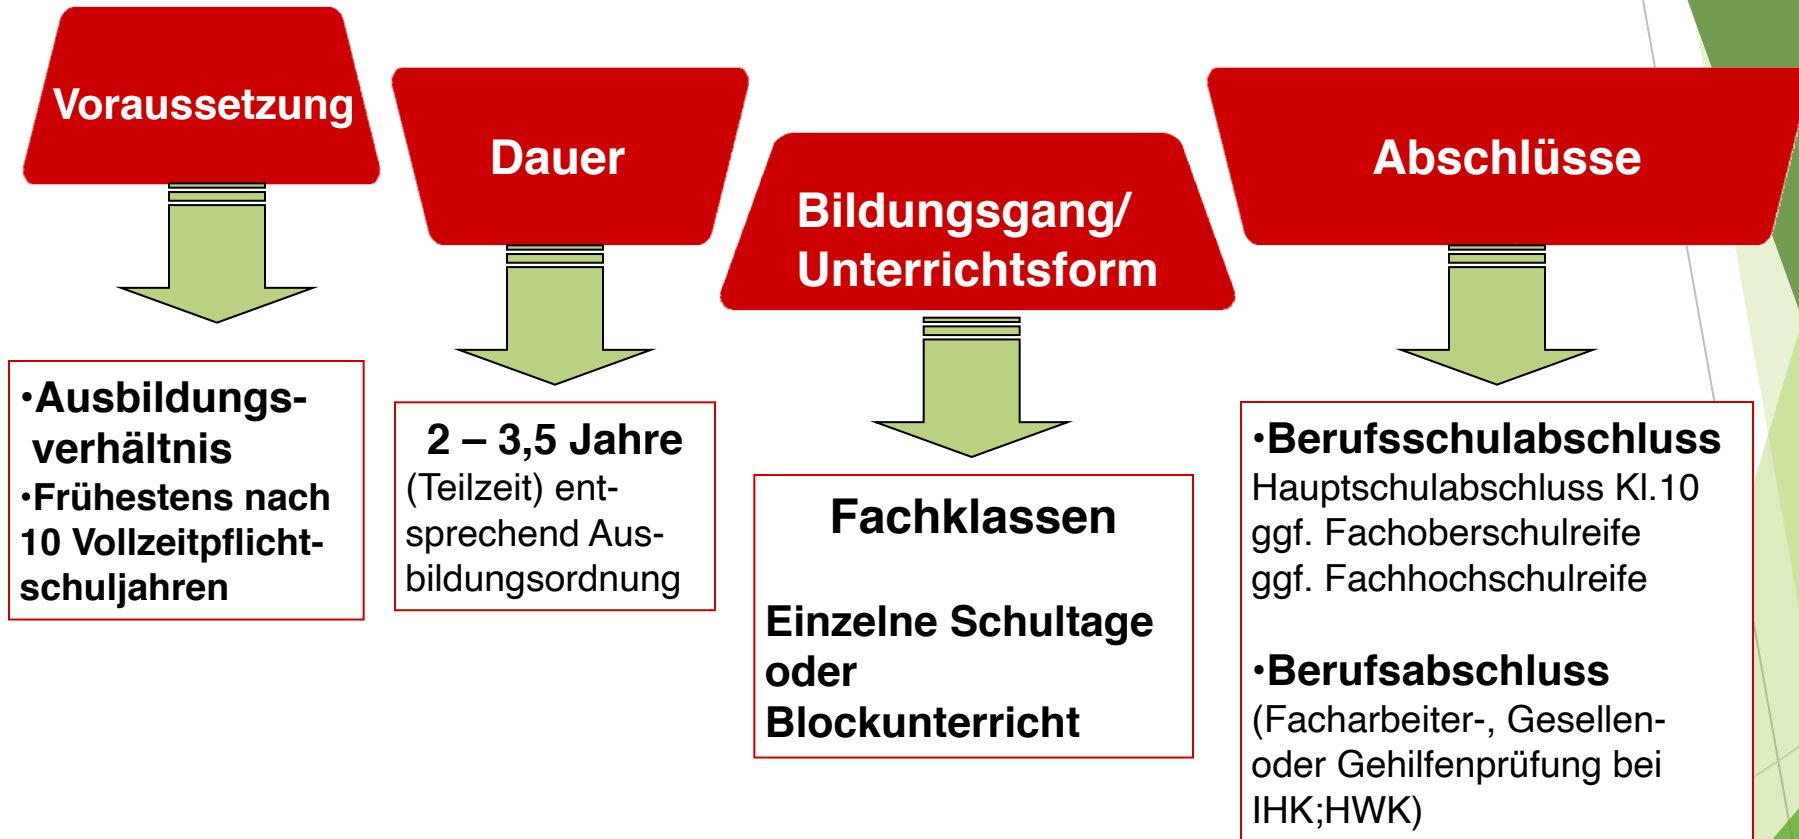 Voraussetzung
•Ausbildungs-
verhältnis
•Frühestens nach
10 Vollzeitpflicht-
schuljahren
Dauer
2 – 3,5 Jahre
(Teilzeit) ent-
sprechend Aus-
bildungsordnung
Bildungsgang/
Unterrichtsform
Fachklassen
Einzelne Schultage
oder
Blockunterricht
Abschlüsse
•Berufsschulabschluss
Hauptschulabschluss Kl.10
ggf. Fachoberschulreife
ggf. Fachhochschulreife
•Berufsabschluss
(Facharbeiter-, Gesellen-
oder Gehilfenprüfung bei
IHK;HWK)